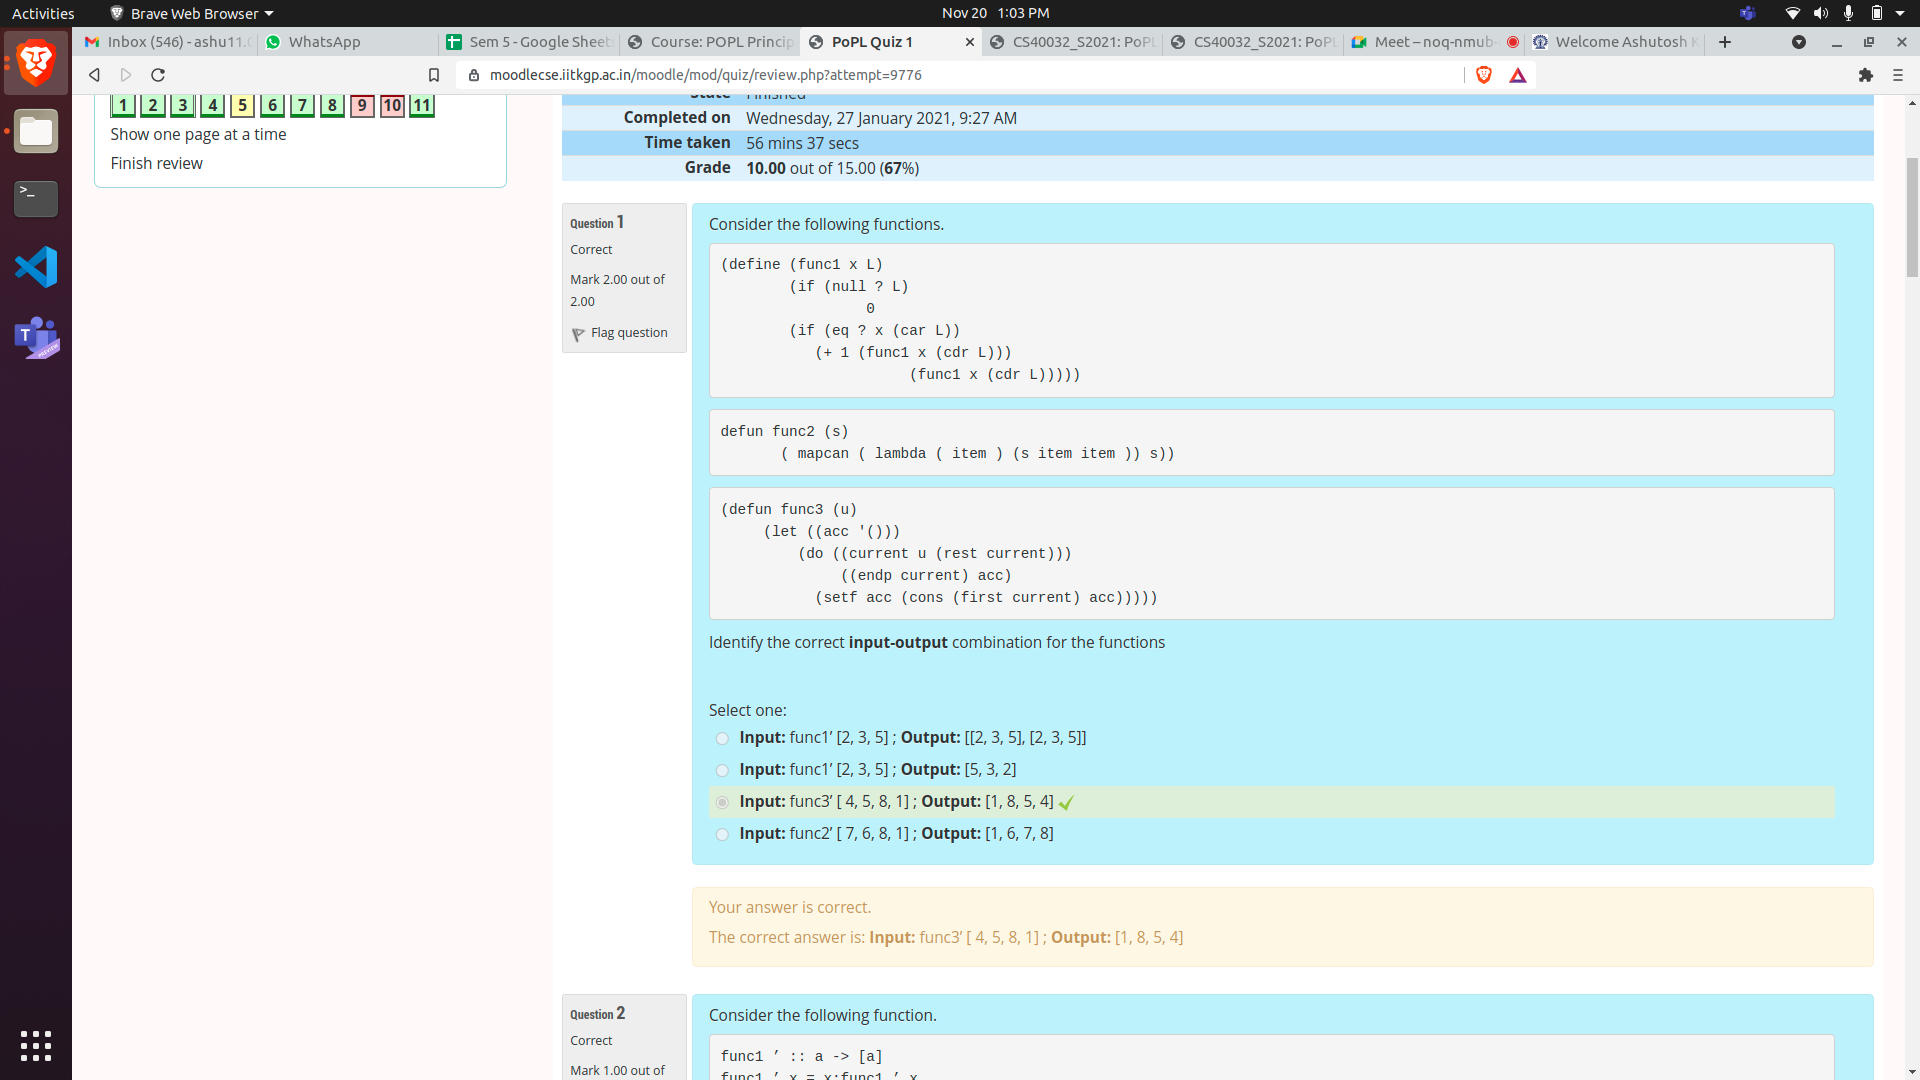 Activities
Brave Web Browser
Nov 20 1:03 PM
Inbox (546) - ashu11.
WhatsApp
Sem 5 - Google Sheet
Course: POPL Princip
PoPL Quiz 1
CS40032_S2021: PoPL
CS40032_S2021: PoPL
Meet – noq-nmub-
Welcome Ashutosh K
moodlecse.iitkgp.ac.in/moodle/mod/quiz/review.php?attempt=9776
1 2 3 4 5 6 7 8 9 10 11
Show one page at a time
Finish review
State Finished
Completed on Wednesday, 27 January 2021, 9:27 AM
Time taken 56 mins 37 secs
Grade 10.00 out of 15.00 (67%)
Question 1
Correct
Mark 2.00 out of
2.00
Flag question
Consider the following functions.
(define (func1 x L)
(if (null ? L)
0
(if (eq ? x (car L))
(+ 1 (func1 x (cdr L)))
(func1 x (cdr L)))))
defun func2 (s)
( mapcan ( lambda ( item ) (s item item )) s))
(defun func3 (u)
(let ((acc '()))
(do ((current u (rest current)))
((endp current) acc)
(setf acc (cons (first current) acc)))))
Identify the correct input-output combination for the functions
Select one:
Input: func1’ [2, 3, 5] ; Output: [[2, 3, 5], [2, 3, 5]]
Input: func1’ [2, 3, 5] ; Output: [5, 3, 2]
Input: func3’ [ 4, 5, 8, 1] ; Output: [1, 8, 5, 4]
Input: func2’ [ 7, 6, 8, 1] ; Output: [1, 6, 7, 8]
Your answer is correct.
The correct answer is: Input: func3’ [ 4, 5, 8, 1] ; Output: [1, 8, 5, 4]
Question 2
Correct
Mark 1.00 out of
Consider the following function.
func1 ’ :: a -> [a]
func1 ’ x = x:func1 ’ x